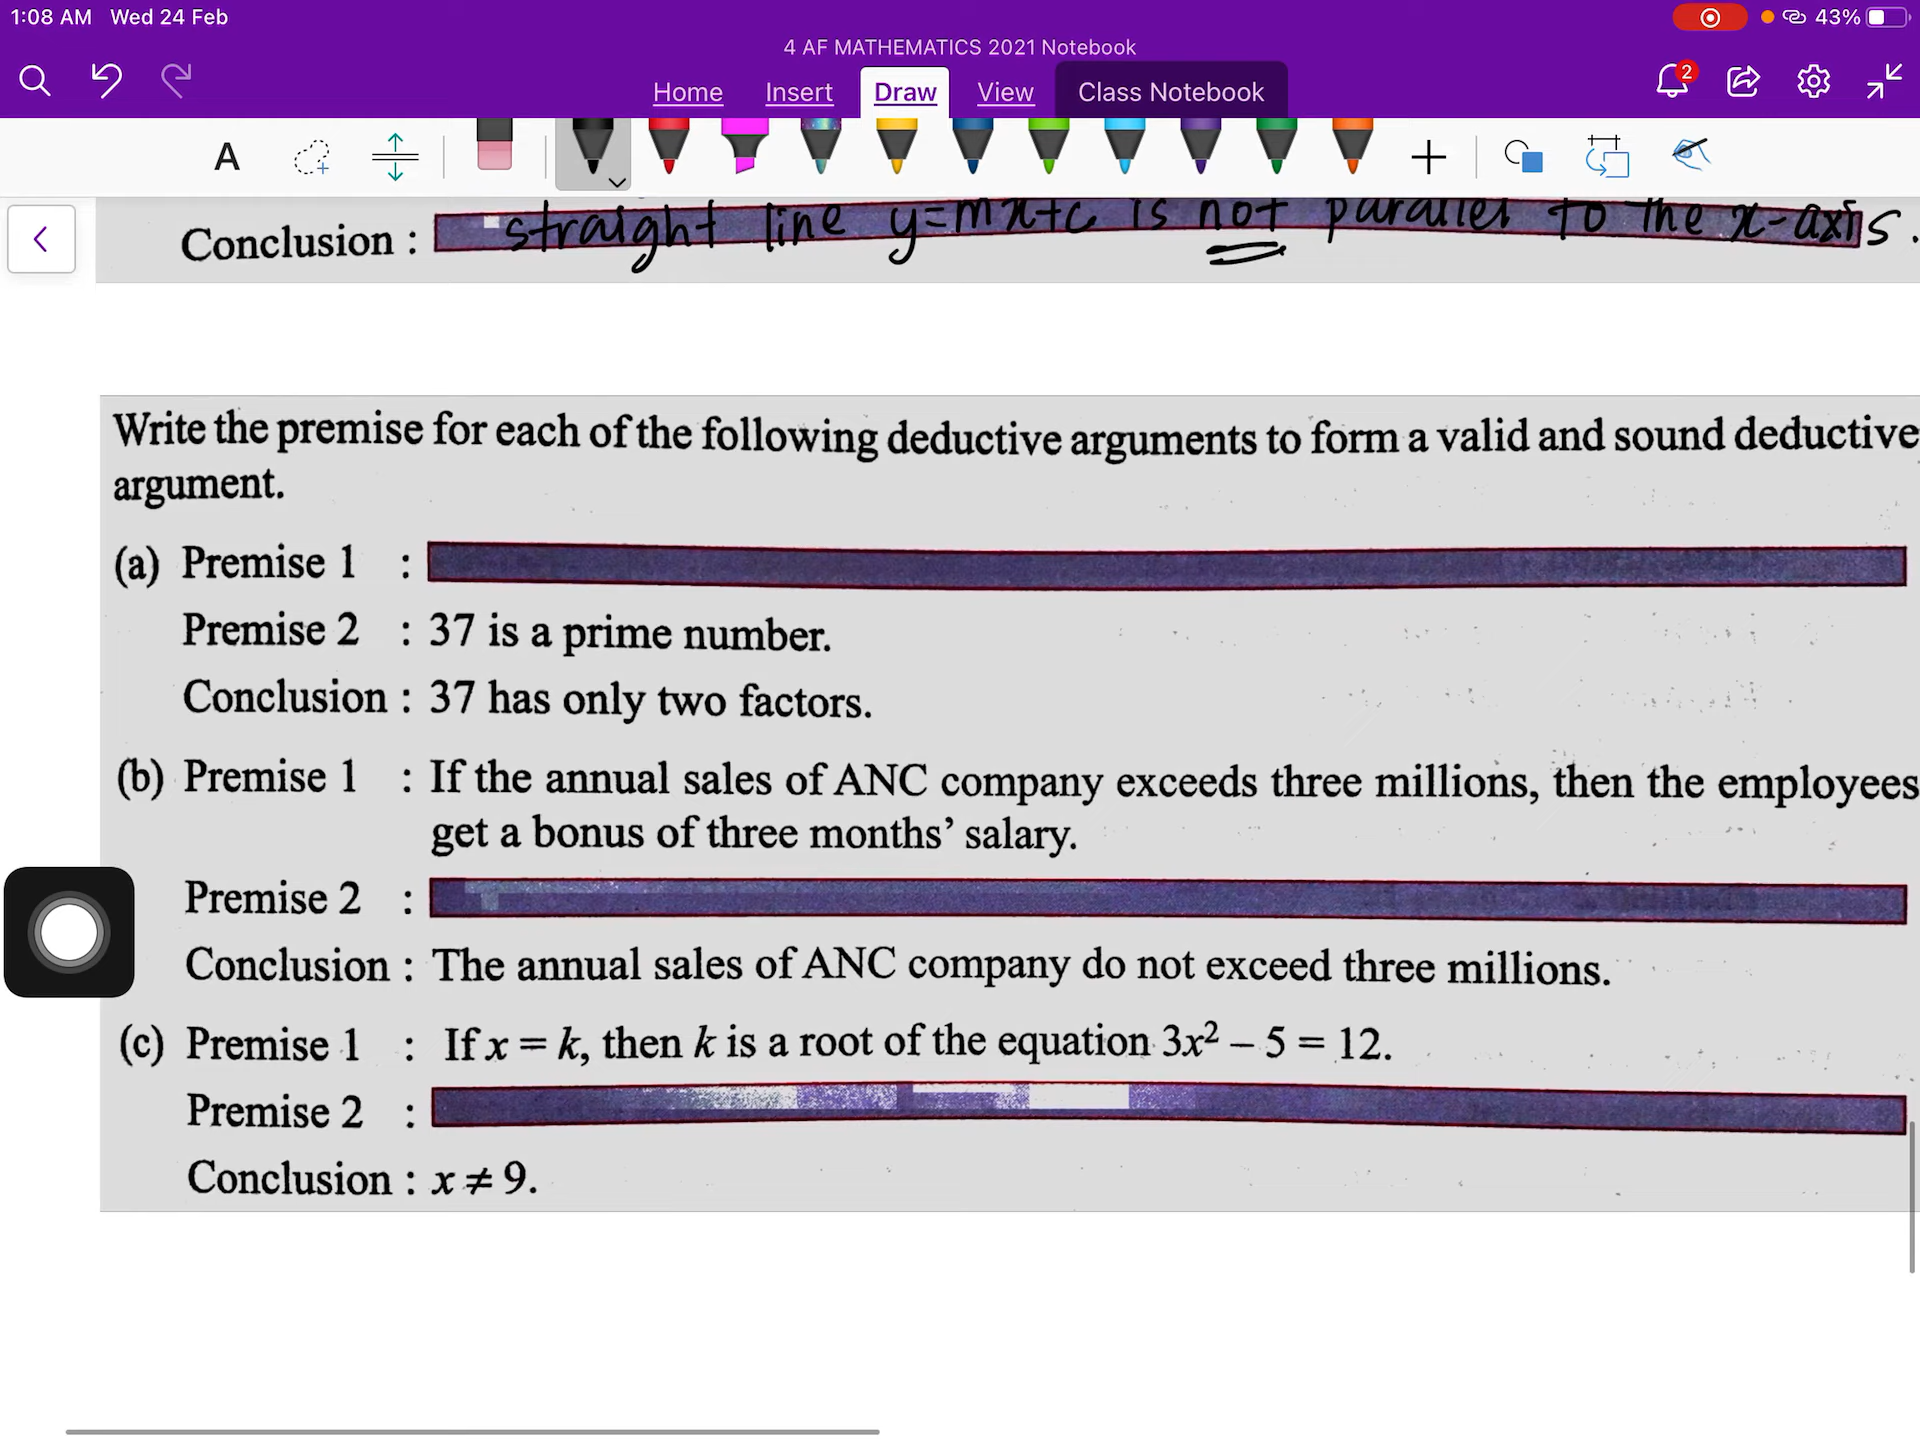 1:08 AM Wed 24 Feb
43%
4 AF MATHEMATICS 2021 Notebook
Home Insert Draw View Class Notebook
2
A
Conclusion : straight line y=mx+c is not parallel to the x-axis.
Write the premise for each of the following deductive arguments to form a valid and sound deductive
argument.
(a) Premise 1 :
Premise 2 : 37 is a prime number.
Conclusion : 37 has only two factors.
(b) Premise 1 : If the annual sales of ANC company exceeds three millions, then the employees
get a bonus of three months’ salary.
Premise 2 :
Conclusion : The annual sales of ANC company do not exceed three millions.
(c) Premise 1 : If x = k, then k is a root of the equation 3x² – 5 = 12.
Premise 2 :
Conclusion : x ≠ 9.